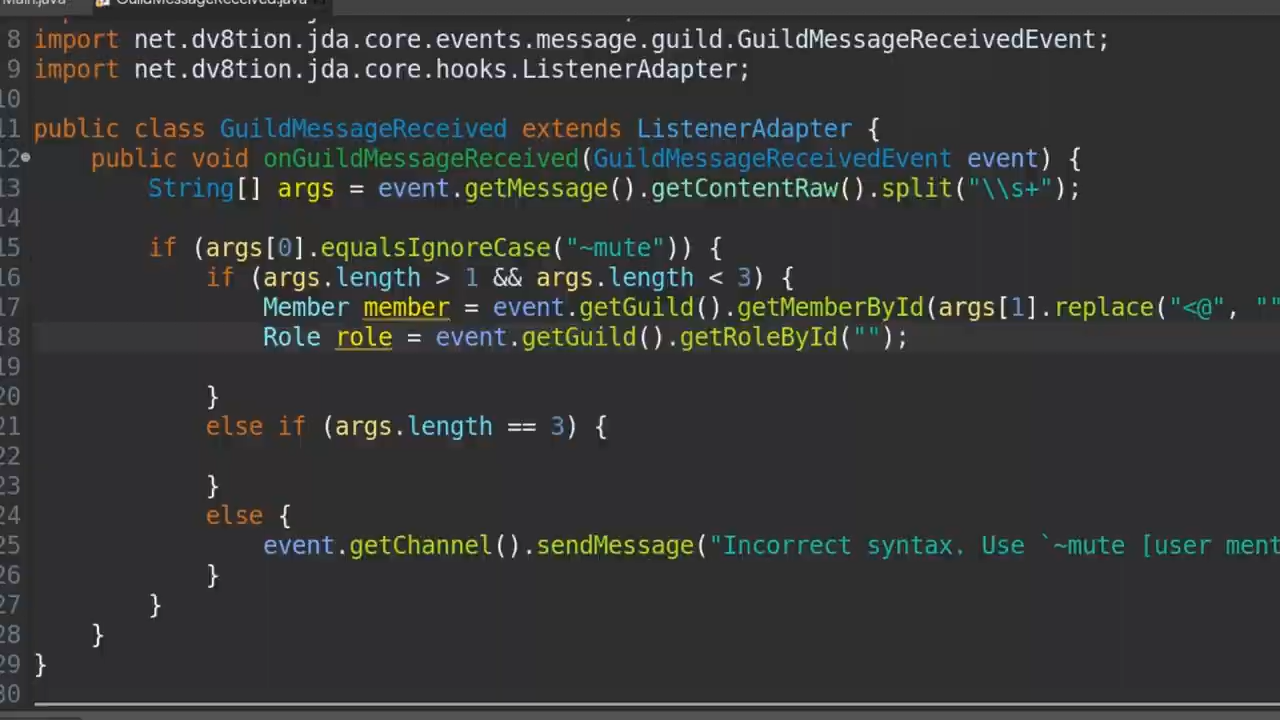 Main.java GuildMessageReceived.java
8 import net.dv8tion.jda.core.events.message.guild.GuildMessageReceivedEvent;
9 import net.dv8tion.jda.core.hooks.ListenerAdapter;
10
11 public class GuildMessageReceived extends ListenerAdapter {
12 public void onGuildMessageReceived(GuildMessageReceivedEvent event) {
13 String[] args = event.getMessage().getContentRaw().split("\\s+");
14
15 if (args[0].equalsIgnoreCase("~mute")) {
16 if (args.length > 1 && args.length < 3) {
17 Member member = event.getGuild().getMemberById(args[1].replace("<@", ""
18 Role role = event.getGuild().getRoleById("");
19
20 }
21 else if (args.length == 3) {
22
23 }
24 else {
25 event.getChannel().sendMessage("Incorrect syntax. Use `~mute [user ment
26 }
27 }
28 }
29 }
30